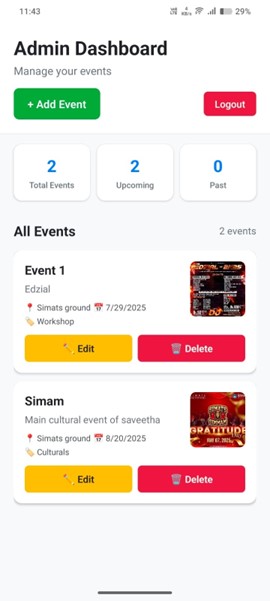 11:43
29%
Admin Dashboard
Manage your events
+ Add Event
Logout
2
2
0
Total Events
Upcoming
Past
All Events
2 events
Event 1
Edzial
Simats ground 7/29/2025
Workshop
Edit
Delete
Simam
Main cultural event of saveetha
Simats ground 8/20/2025
Culturals
GRATITUDE
Edit
Delete